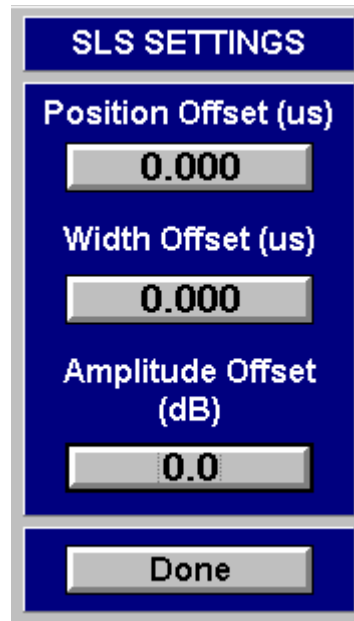 SLS SETTINGS
Position Offset (us)
0.000
Width Offset (us)
0.000
Amplitude Offset
(dB)
0.0
Done